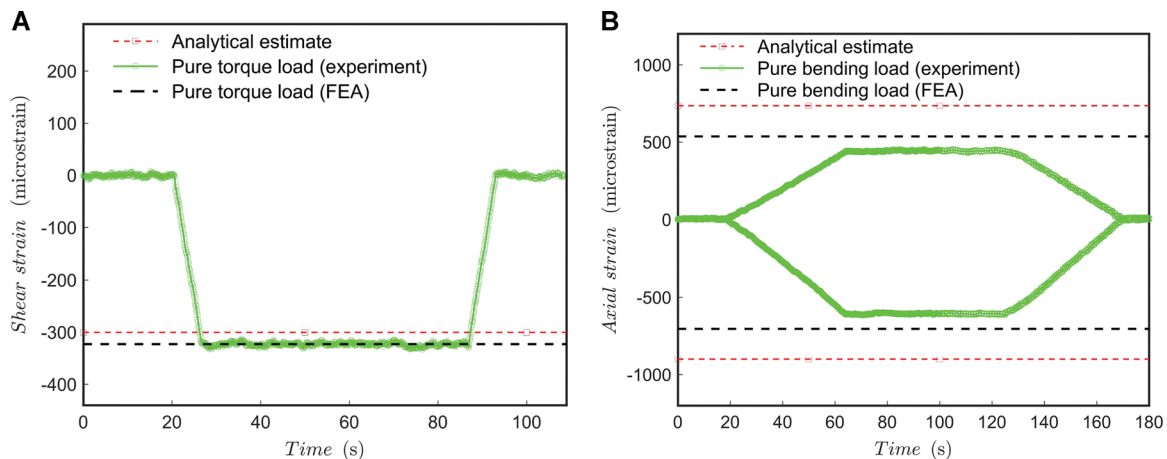 A
Analytical estimate
Pure torque load (experiment)
Pure torque load (FEA)
200
100
0
-100
-200
-300
-400
Shear strain (microstrain)
0
20
40
60
80
100
Time (s)
B
Analytical estimate
Pure bending load (experiment)
Pure bending load (FEA)
1000
500
0
-500
-1000
Axial strain (microstrain)
0
20
40
60
80
100
120
140
160
180
Time (s)